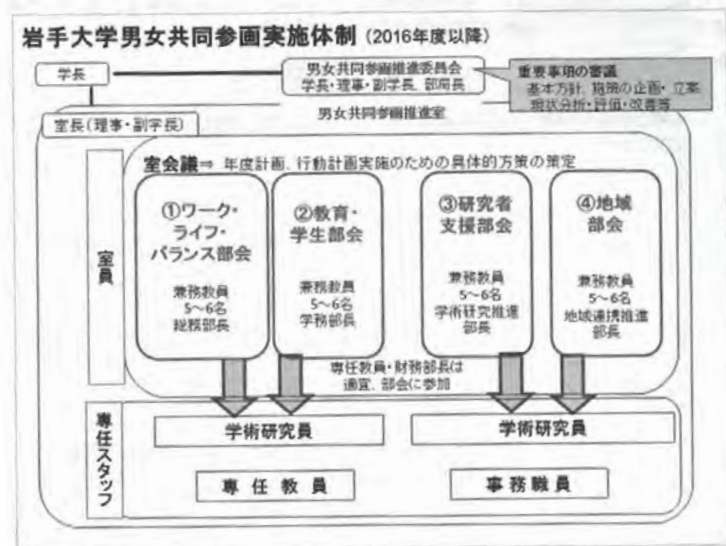 岩手大学男女共同参画実施体制 (2016年度以降)
学長
男女共同参画推進委員会
学長・理事・副学長、部局長
重要事項の審議
基本方針、施策の企画・立案
現状分析・評価・改善等
男女共同参画推進室
室長(理事・副学長)
室会議⇒ 年度計画、行動計画実施のための具体的方策の策定
室員
①ワーク・
ライフ・
バランス部会
兼務教員
5～6名
総務部長
②教育・
学生部会
兼務教員
5～6名
学務部長
③研究者
支援部会
兼務教員
5～6名
学術研究推進
部長
④地域
部会
兼務教員
5～6名
地域連携推進
部長
専任教員・財務部長は
適宜、部会に参加
専任スタッフ
学術研究員
学術研究員
専任教員
事務職員